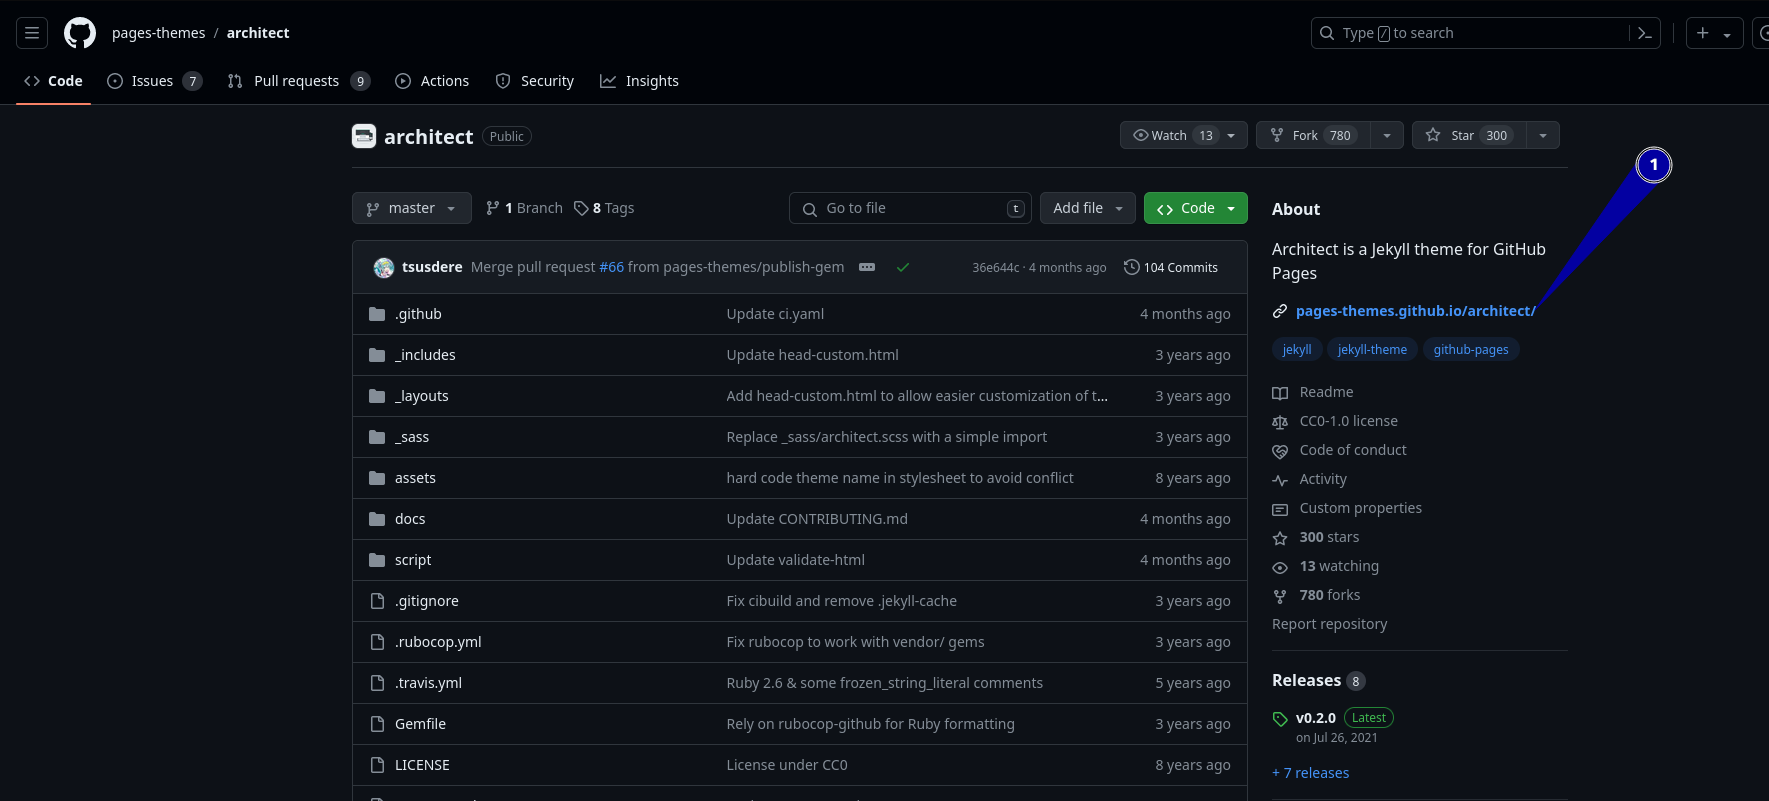 pages-themes / architect
Type / to search
Code Issues 7 Pull requests 9 Actions Security Insights
architect Public
Watch 13 Fork 780 Star 300
1
master 1 Branch 8 Tags Go to file t Add file Code
tsusdere Merge pull request #66 from pages-themes/publish-gem 36e644c · 4 months ago 104 Commits
.github Update ci.yaml 4 months ago
_includes Update head-custom.html 3 years ago
_layouts Add head-custom.html to allow easier customization of t... 3 years ago
_sass Replace _sass/architect.scss with a simple import 3 years ago
assets hard code theme name in stylesheet to avoid conflict 8 years ago
docs Update CONTRIBUTING.md 4 months ago
script Update validate-html 4 months ago
.gitignore Fix cibuild and remove .jekyll-cache 3 years ago
.rubocop.yml Fix rubocop to work with vendor/ gems 3 years ago
.travis.yml Ruby 2.6 & some frozen_string_literal comments 5 years ago
Gemfile Rely on rubocop-github for Ruby formatting 3 years ago
LICENSE License under CC0 8 years ago
About
Architect is a Jekyll theme for GitHub
Pages
pages-themes.github.io/architect/
jekyll jekyll-theme github-pages
Readme
CC0-1.0 license
Code of conduct
Activity
Custom properties
300 stars
13 watching
780 forks
Report repository
Releases 8
v0.2.0 Latest
on Jul 26, 2021
+ 7 releases